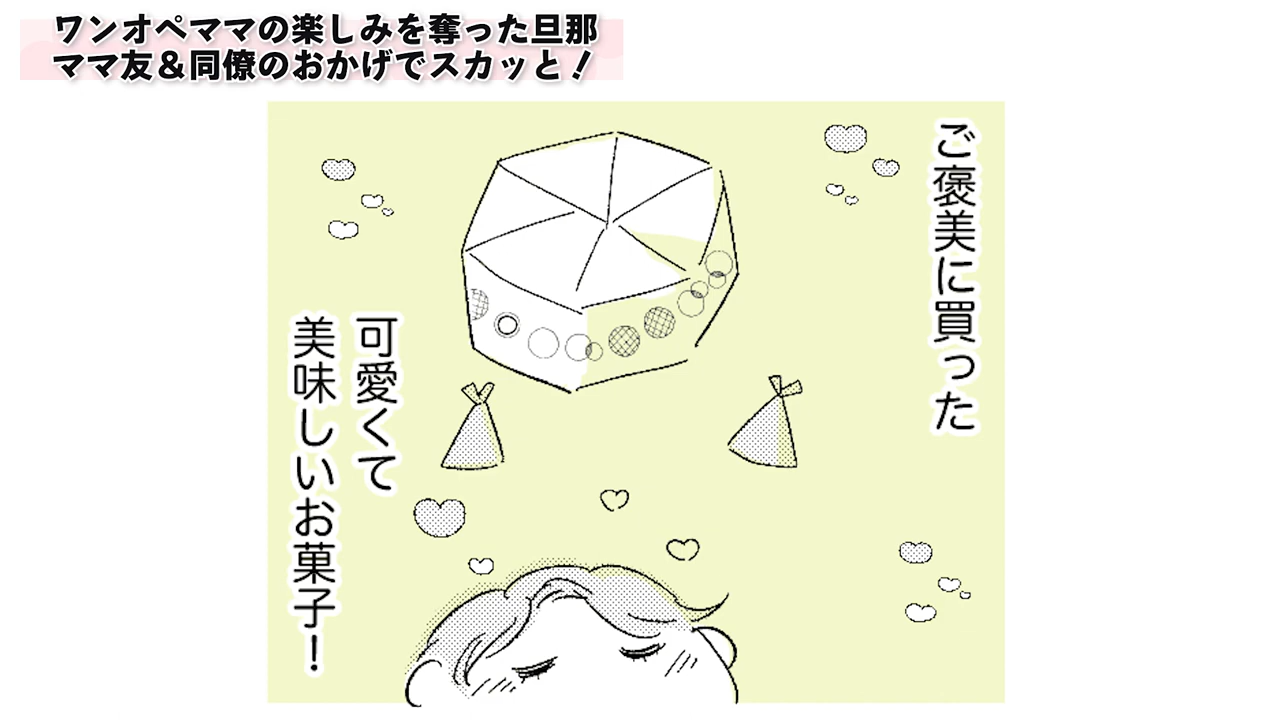 ワンオペママの楽しみを奪った旦那
ママ友&同僚のおかげでスカッと!
ご褒美に買った
可愛くて
美味しいお菓子!